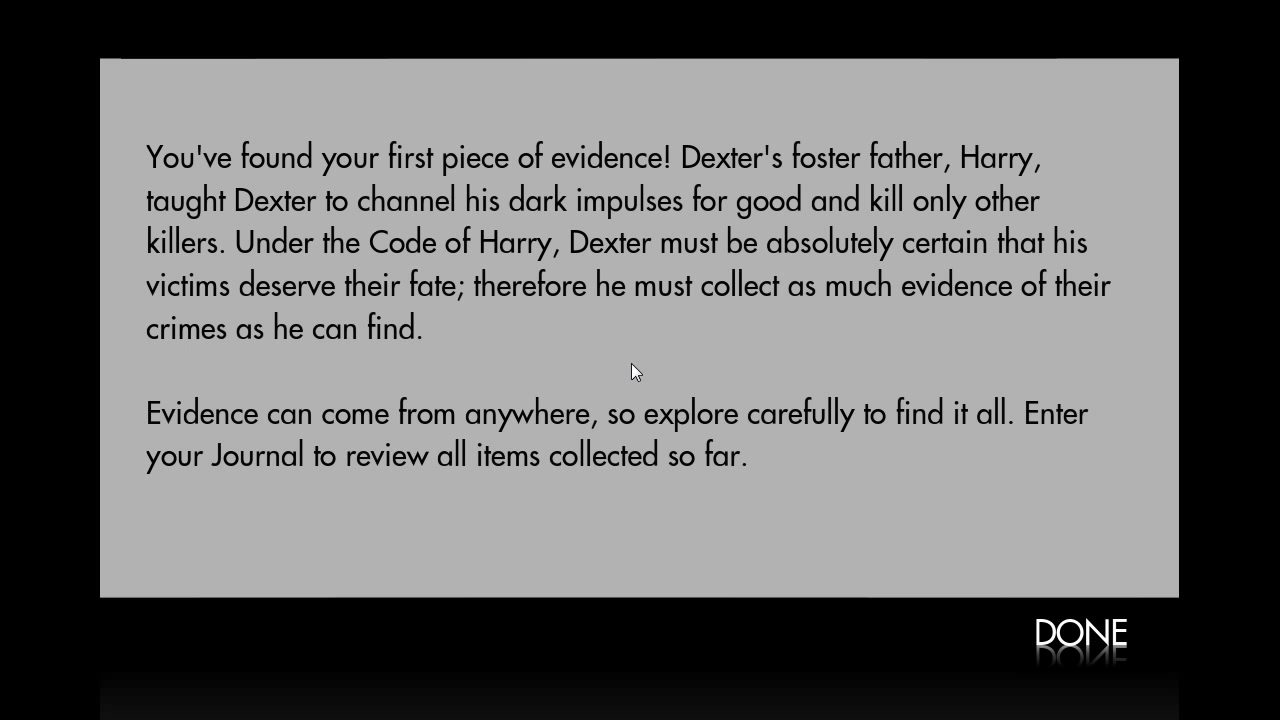 You've found your first piece of evidence! Dexter's foster father, Harry,
taught Dexter to channel his dark impulses for good and kill only other
killers. Under the Code of Harry, Dexter must be absolutely certain that his
victims deserve their fate; therefore he must collect as much evidence of their
crimes as he can find.
Evidence can come from anywhere, so explore carefully to find it all. Enter
your Journal to review all items collected so far.
DONE